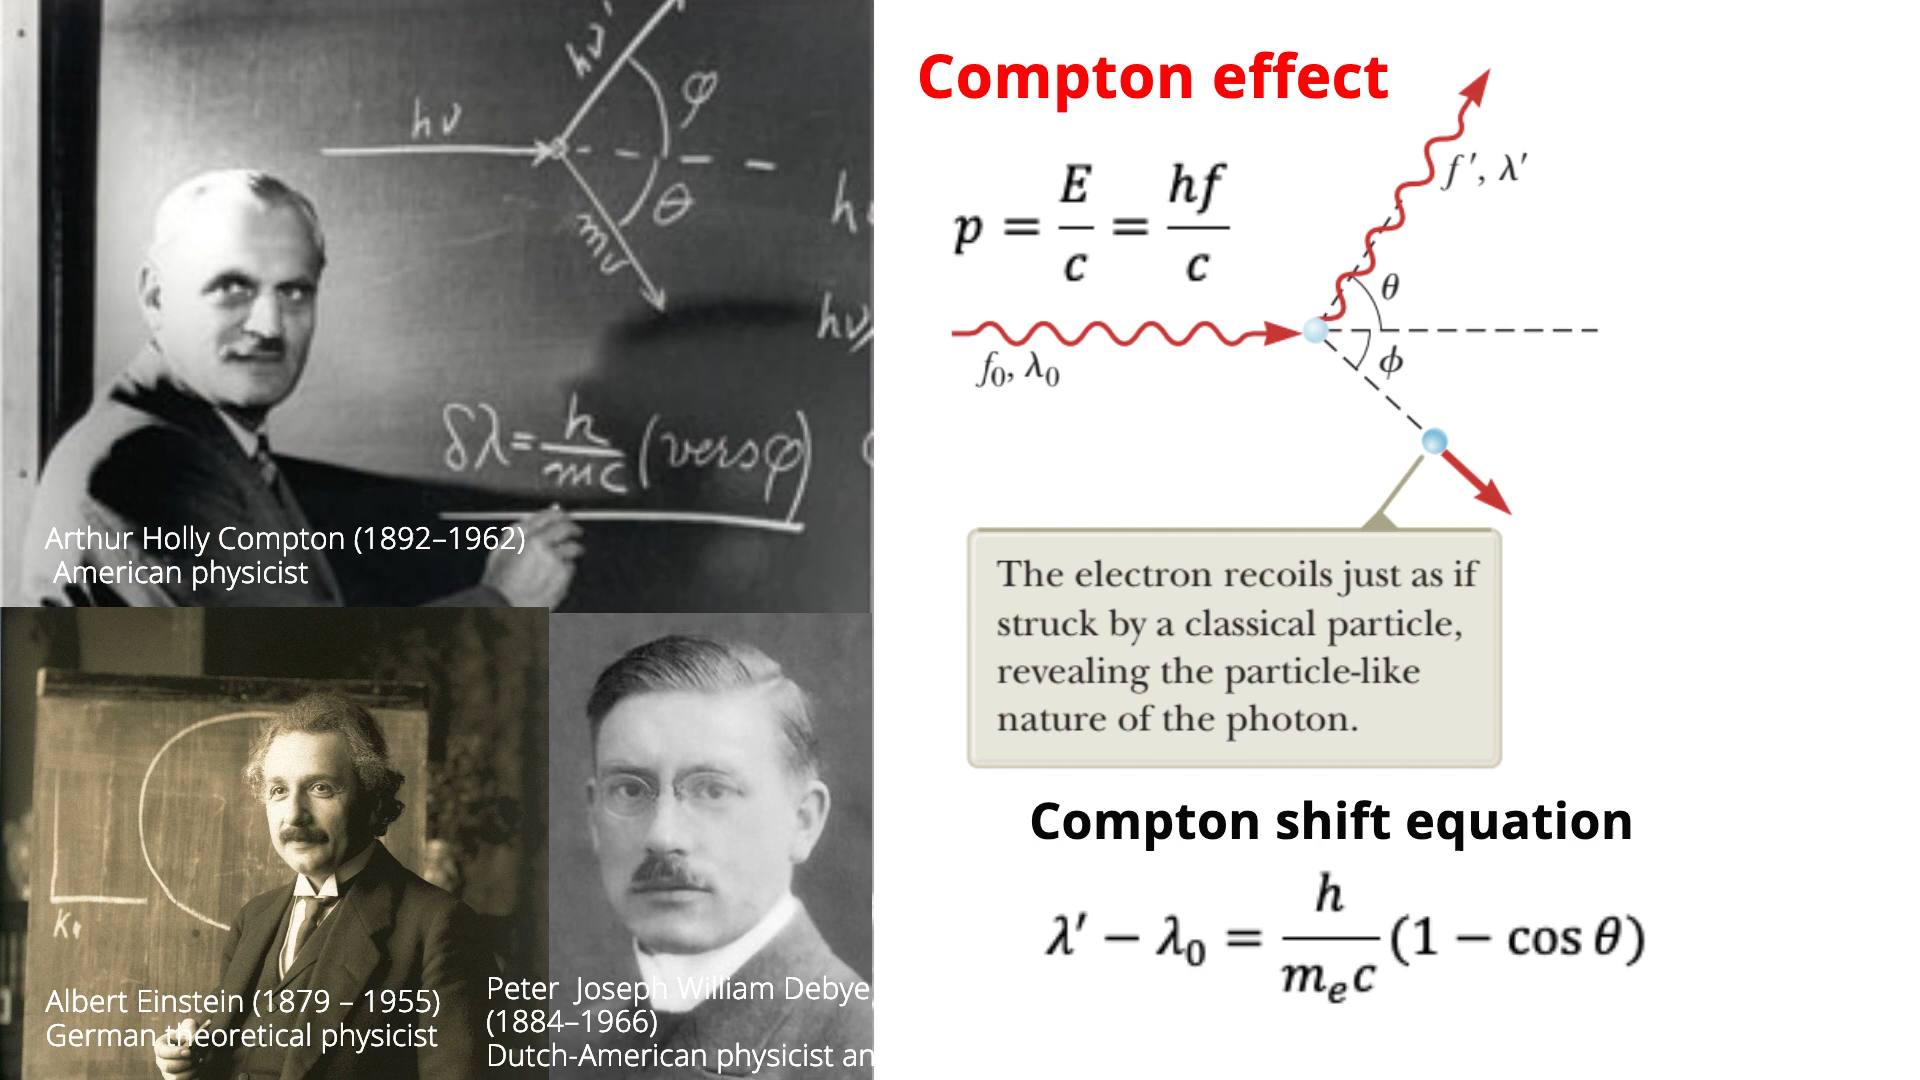 hν'
hν
φ
θ
mv
h
hν
δλ = h/mc (vers φ)
Arthur Holly Compton (1892–1962)
American physicist
K
Albert Einstein (1879 – 1955)
German theoretical physicist
Peter Joseph William Debye
(1884–1966)
Dutch-American physicist an
Compton effect
p = E/c = hf/c
f′, λ′
θ
f₀, λ₀
ϕ
The electron recoils just as if
struck by a classical particle,
revealing the particle-like
nature of the photon.
Compton shift equation
λ′ − λ₀ = h/mₑc (1 − cos θ)